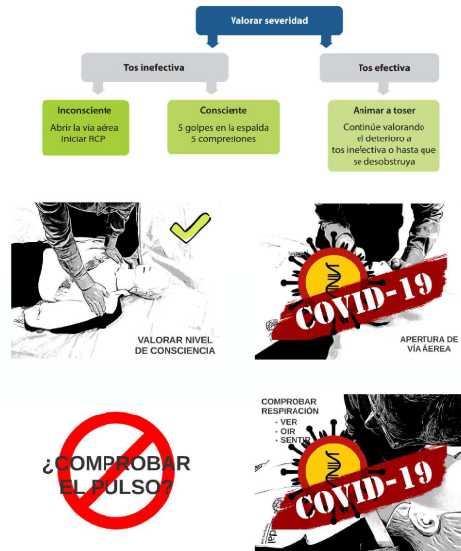 Valorar severidad
Tos inefectiva
Tos efectiva
Inconsciente
Abrir la vía aérea
Iniciar RCP
Consciente
5 golpes en la espalda
5 compresiones
Animar a toser
Continúe valorando
el deterioro a
tos inefectiva o hasta que
se desobstruya
VALORAR NIVEL
DE CONSCIENCIA
COVID-19
APERTURA DE
VÍA ÁEREA
¿COMPROBAR
EL PULSO?
COMPROBAR
RESPIRACIÓN
· VER
· OIR
· SENTIR
COVID-19